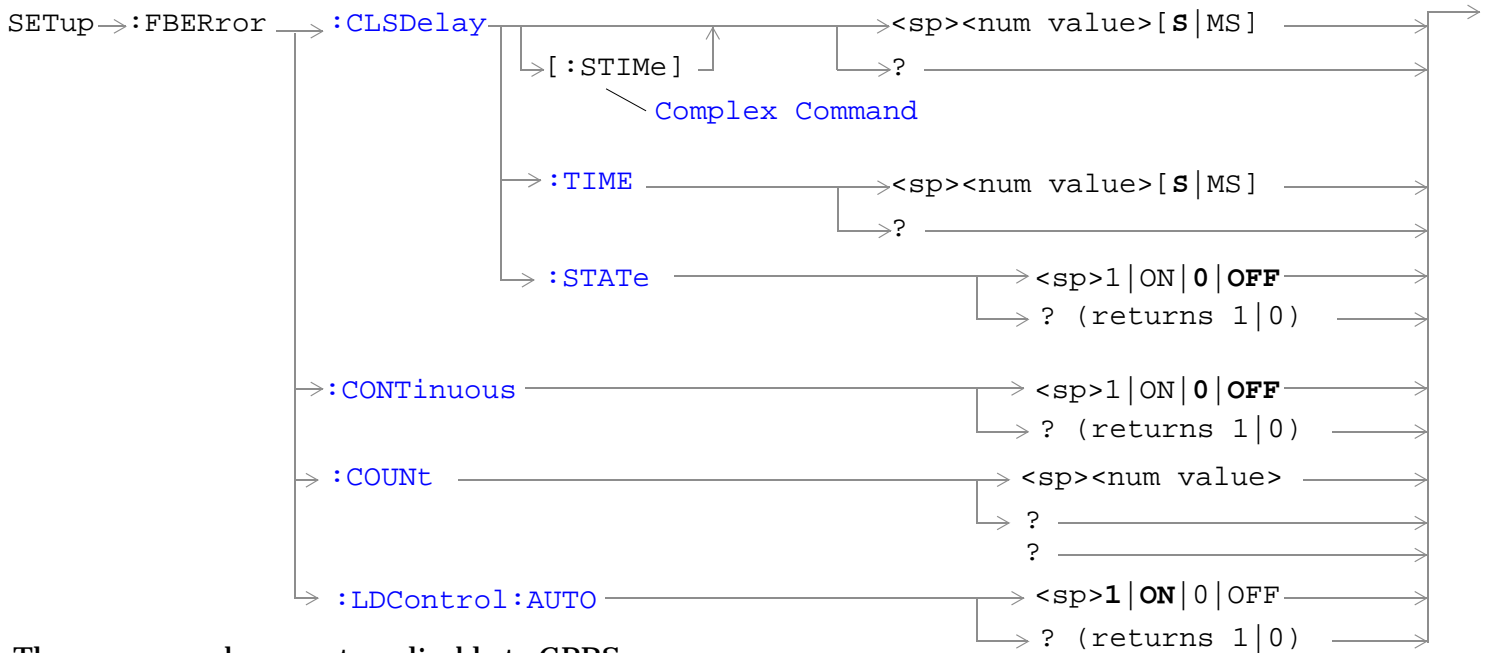 SETup :FBERror :CLSDelay <sp><num value>[S|MS]
[:STIMe] ?
Complex Command
:TIME <sp><num value>[S|MS]
?
:STATe <sp>1|ON|0|OFF
? (returns 1|0)
:CONTinuous <sp>1|ON|0|OFF
? (returns 1|0)
:COUNt <sp><num value>
?
?
:LDControl:AUTO <sp>1|ON|0|OFF
? (returns 1|0)